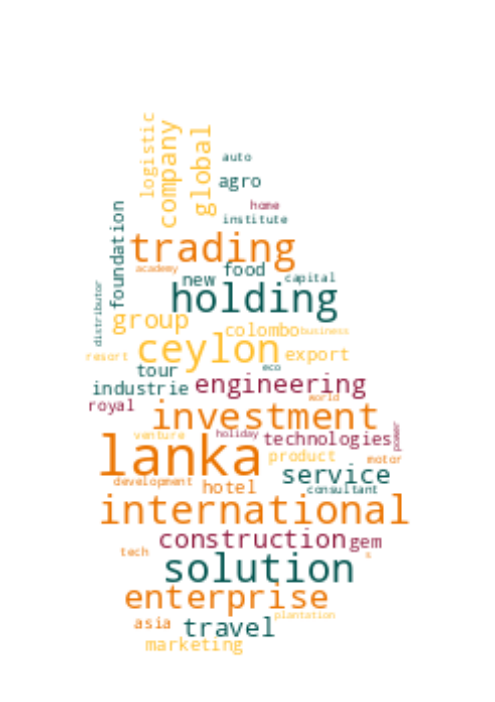 logistic
company
global
auto
agro
home
institute
foundation
trading
academy
new
food
capital
holding
distributor
group
colombo
business
resort
ceylon
export
tour
eco
industrie
engineering
world
royal
investment
venture
holiday
technologies
power
lanka
product
motor
service
development
hotel
consultant
international
construction
gem
tech
s
solution
enterprise
plantation
asia
travel
marketing